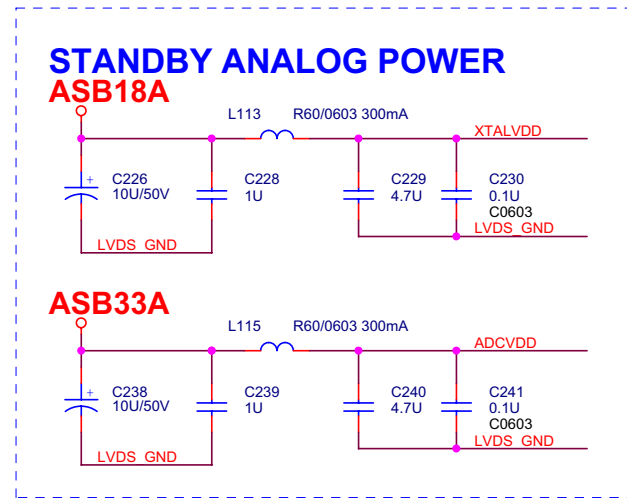 STANDBY ANALOG POWER
ASB18A
L113 R60/0603 300mA
XTALVDD
C226
10U/50V
C228
1U
C229
4.7U
C230
0.1U
C0603
LVDS_GND
LVDS_GND
ASB33A
L115 R60/0603 300mA
ADCVDD
C238
10U/50V
C239
1U
C240
4.7U
C241
0.1U
C0603
LVDS_GND
LVDS_GND